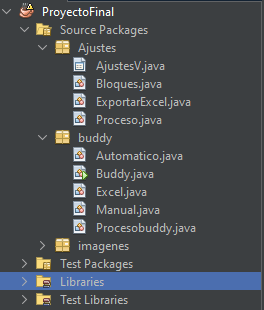 ProyectoFinal
Source Packages
Ajustes
AjustesV.java
Bloques.java
ExportarExcel.java
Proceso.java
buddy
Automatico.java
Buddy.java
Excel.java
Manual.java
Procesobuddy.java
imagenes
Test Packages
Libraries
Test Libraries